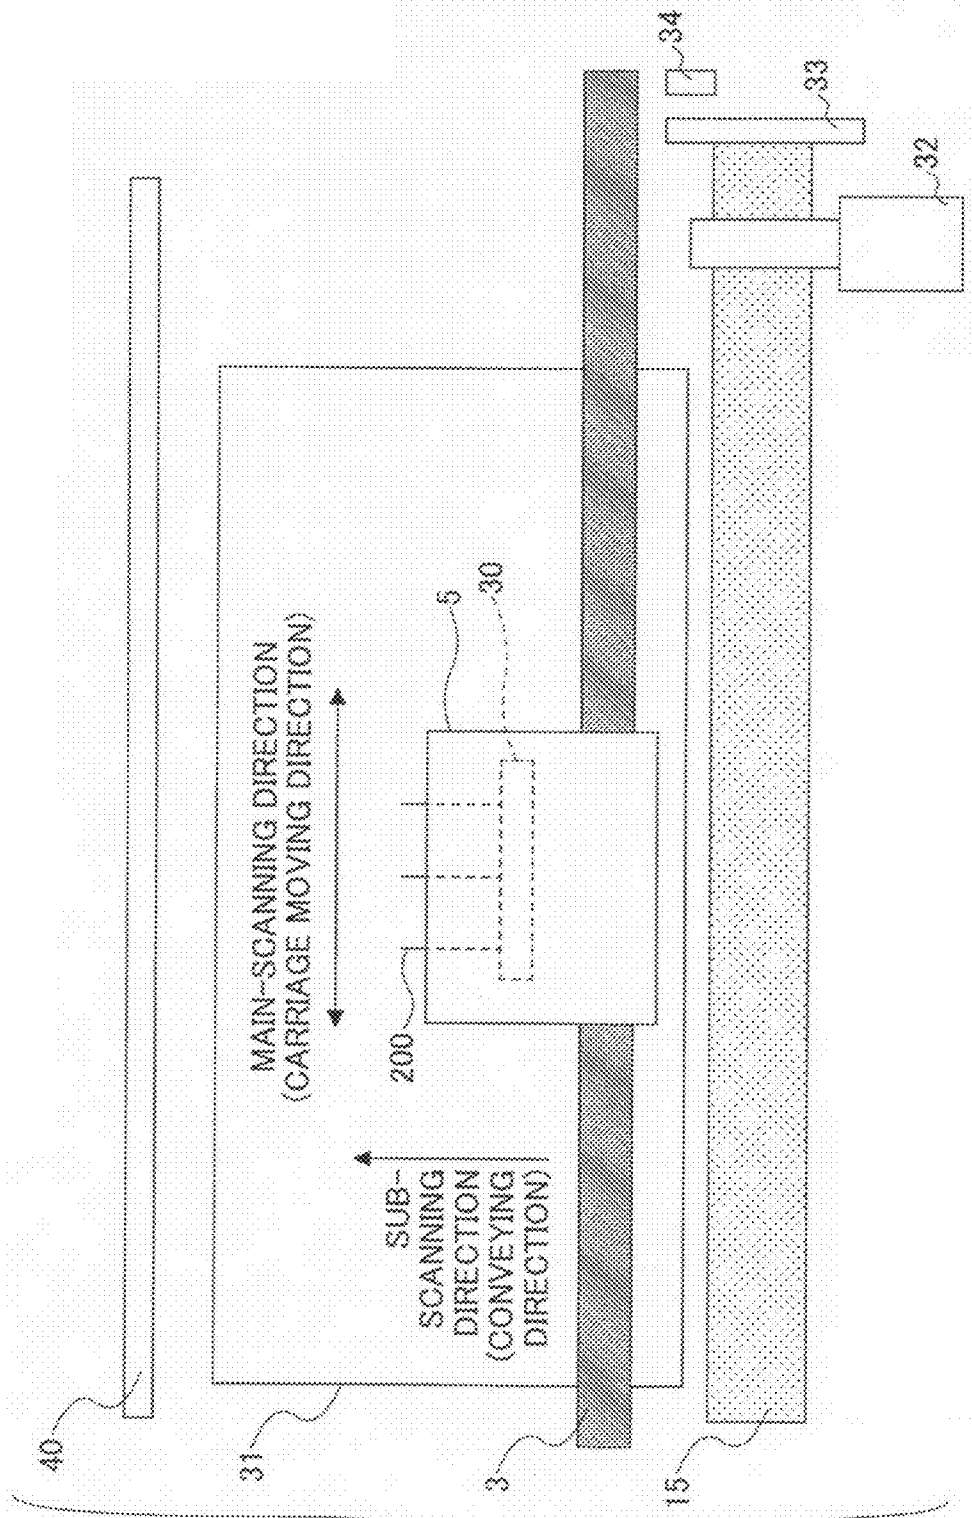 40
31
MAIN-SCANNING DIRECTION
(CARRIAGE MOVING DIRECTION)
SUB-
SCANNING
DIRECTION
(CONVEYING
DIRECTION)
200
5
30
3
15
34
33
32